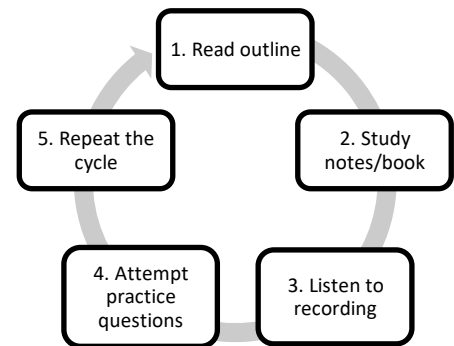 1. Read outline
2. Study
notes/book
3. Listen to
recording
4. Attempt
practice
questions
5. Repeat the
cycle